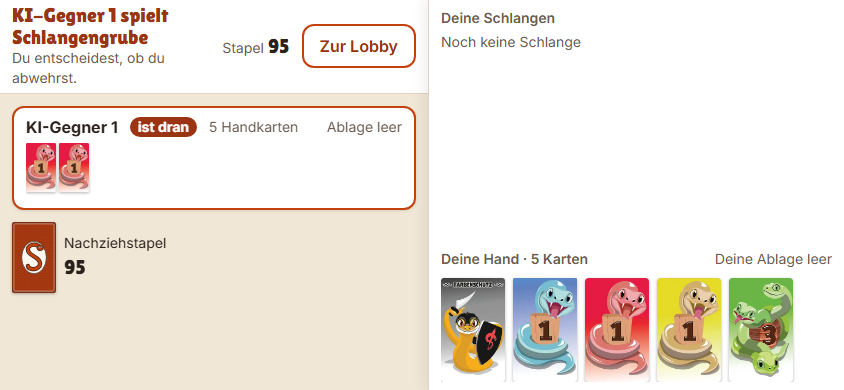 KI-Gegner 1 spielt
Schlangengrube
Du entscheidest, ob du
abwehrst.
Stapel 95
Zur Lobby
KI-Gegner 1
ist dran
5 Handkarten
Ablage leer
1
1
S
Nachziehstapel
95
Deine Schlangen
Noch keine Schlange
Deine Hand · 5 Karten
Deine Ablage leer
FARBENSCHUTZ
1
1
1
3